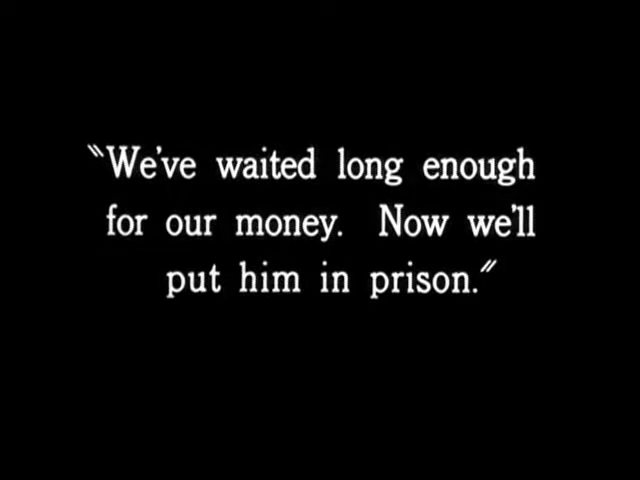 "We've waited long enough
for our money. Now we'll
put him in prison."